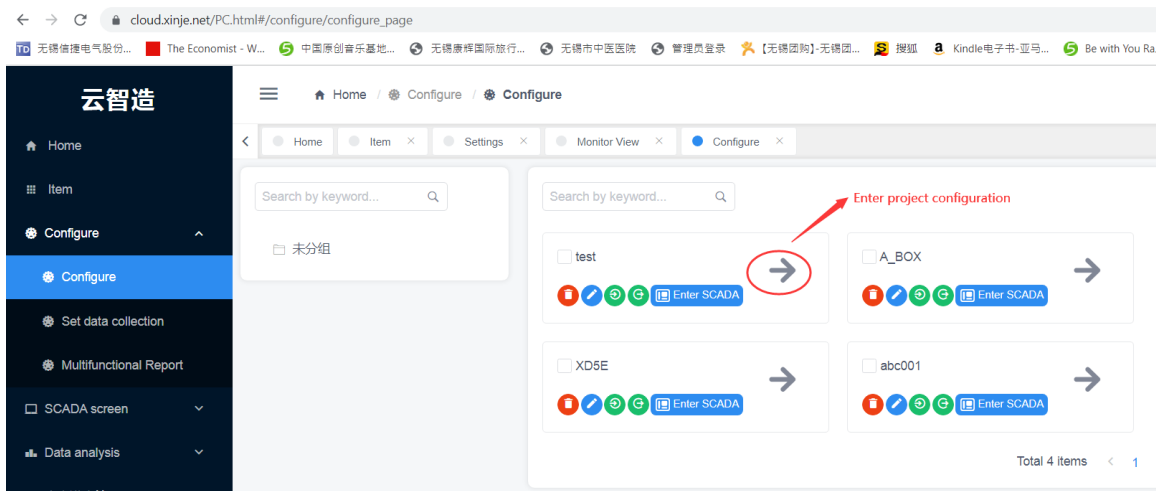 cloud.xinje.net/PC.html#/configure/configure_page
无锡信捷电气股份... The Economist - W... 中国原创音乐基地... 无锡康辉国际旅行... 无锡市中医医院 管理员登录 【无锡团购】-无锡团... 搜狐 Kindle电子书-亚马... Be with You Ra
云智造
Home / Configure / Configure
Home
Home Item × Settings × Monitor View × Configure ×
Item
Search by keyword...
Search by keyword...
Enter project configuration
Configure
未分组
test
A_BOX
Configure
Enter SCADA
Enter SCADA
Set data collection
Multifunctional Report
XD5E
abc001
SCADA screen
Enter SCADA
Enter SCADA
Data analysis
Total 4 items < 1